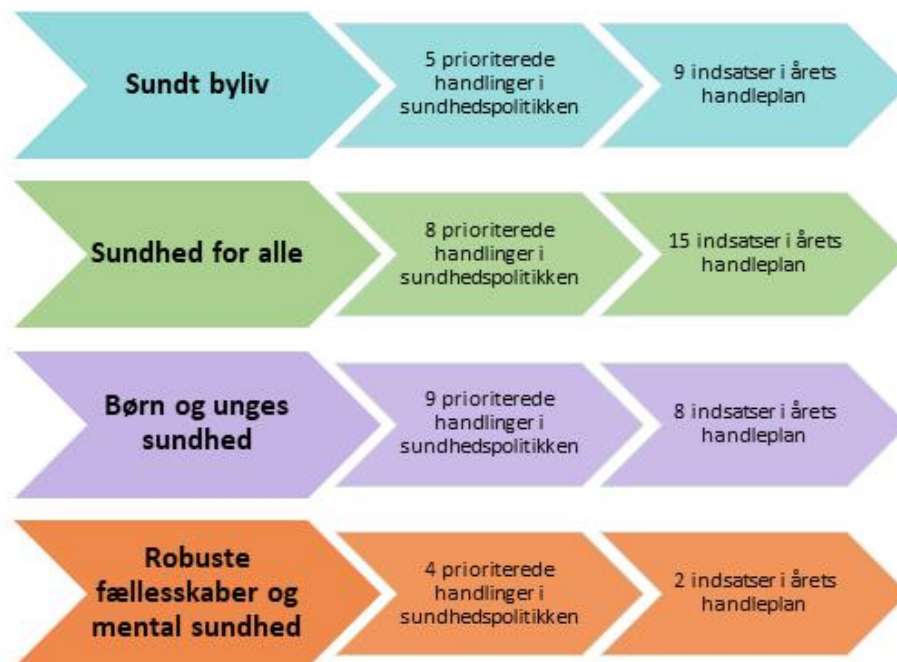 Sundt byliv
5 prioriterede
handlinger i
sundhedspolitikken
9 indsatser i årets
handleplan
Sundhed for alle
8 prioriterede
handlinger i
sundhedspolitikken
15 indsatser i årets
handleplan
Børn og unges
sundhed
9 prioriterede
handlinger i
sundhedspolitikken
8 indsatser i årets
handleplan
Robuste
fællesskaber og
mental sundhed
4 prioriterede
handlinger i
sundhedspolitikken
2 indsatser i årets
handleplan